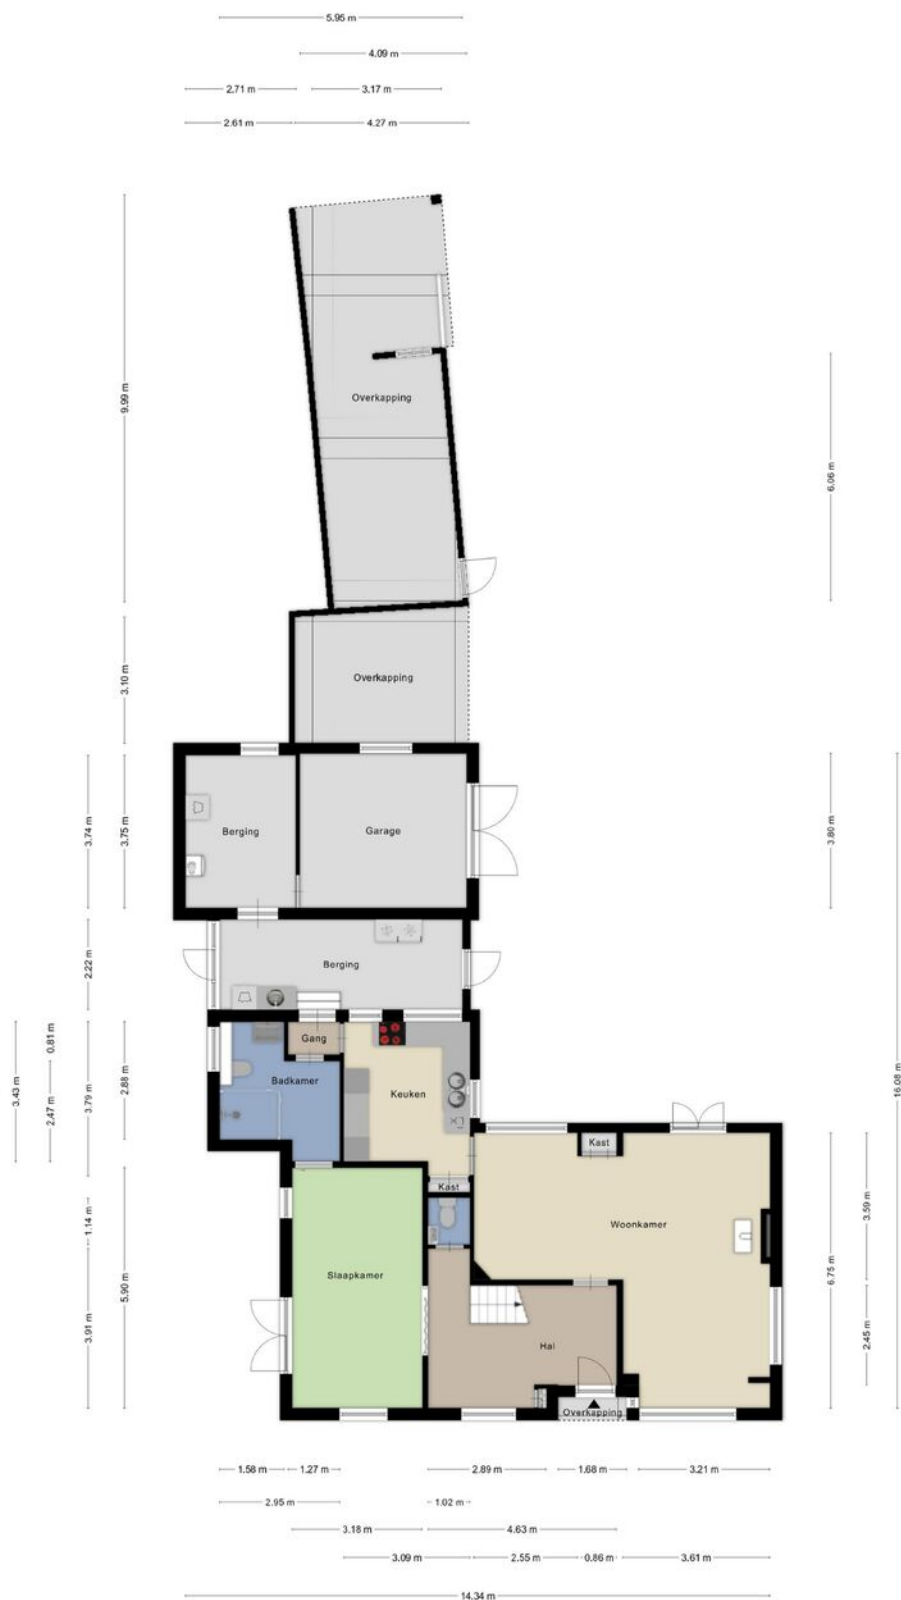 5.95 m
4.09 m
2.71 m 3.17 m
2.61 m 4.27 m
9.99 m
Overkapping
6.06 m
3.10 m
Overkapping
3.74 m
3.75 m
Berging
Garage
3.80 m
2.22 m
Berging
16.08 m
3.43 m
0.81 m
2.47 m
3.79 m
2.88 m
Gang
Badkamer
Keuken
Kast
Kast
Woonkamer
1.14 m
3.91 m
5.90 m
Slaapkamer
Hal
Overkapping
3.59 m
6.75 m
2.45 m
1.58 m 1.27 m 2.89 m 1.68 m 3.21 m
2.95 m 1.02 m
3.18 m 4.63 m
3.09 m 2.55 m 0.86 m 3.61 m
14.34 m